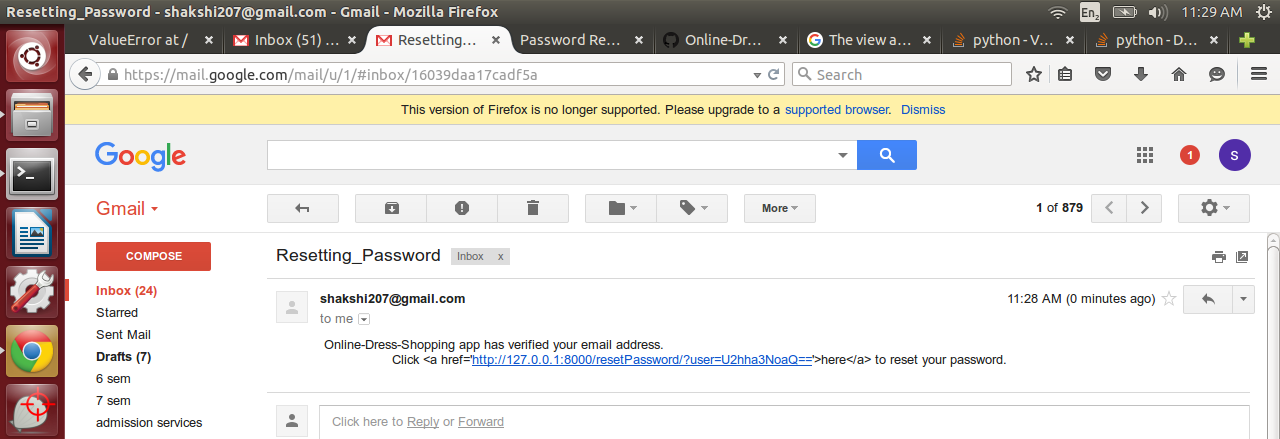 Resetting_Password - shakshi207@gmail.com - Gmail - Mozilla Firefox
En2
11:29 AM
ValueError at /
Inbox (51) ...
Resetting...
Password Re...
Online-Dr...
The view a...
python - V...
python - D...
https://mail.google.com/mail/u/1/#inbox/16039daa17cadf5a
Search
This version of Firefox is no longer supported. Please upgrade to a supported browser. Dismiss
Google
1
S
Gmail
More
1 of 879
COMPOSE
Resetting_Password
Inbox x
Inbox (24)
Starred
Sent Mail
Drafts (7)
6 sem
7 sem
admission services
shakshi207@gmail.com
11:28 AM (0 minutes ago)
to me
Online-Dress-Shopping app has verified your email address.
Click <a href='http://127.0.0.1:8000/resetPassword/?user=U2hha3NoaQ=='>here</a> to reset your password.
Click here to Reply or Forward